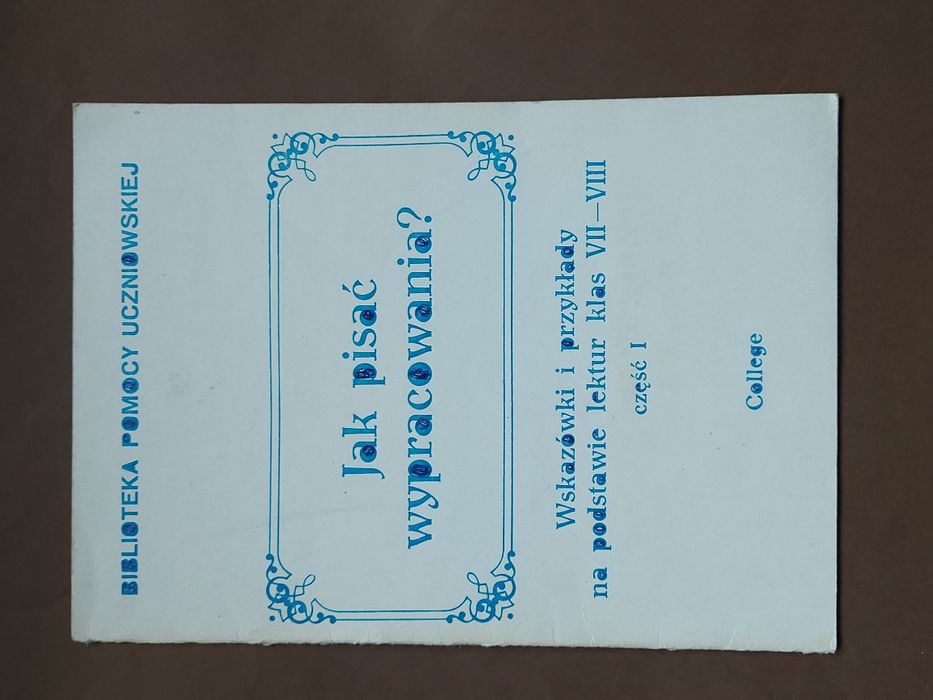 BIBLIOTEKA POMOCY UCZNIOWSKIEJ
Jak pisać
wypracowania?
Wskazówki i przykłady
na podstawie lektur klas VII–VIII
część I
College